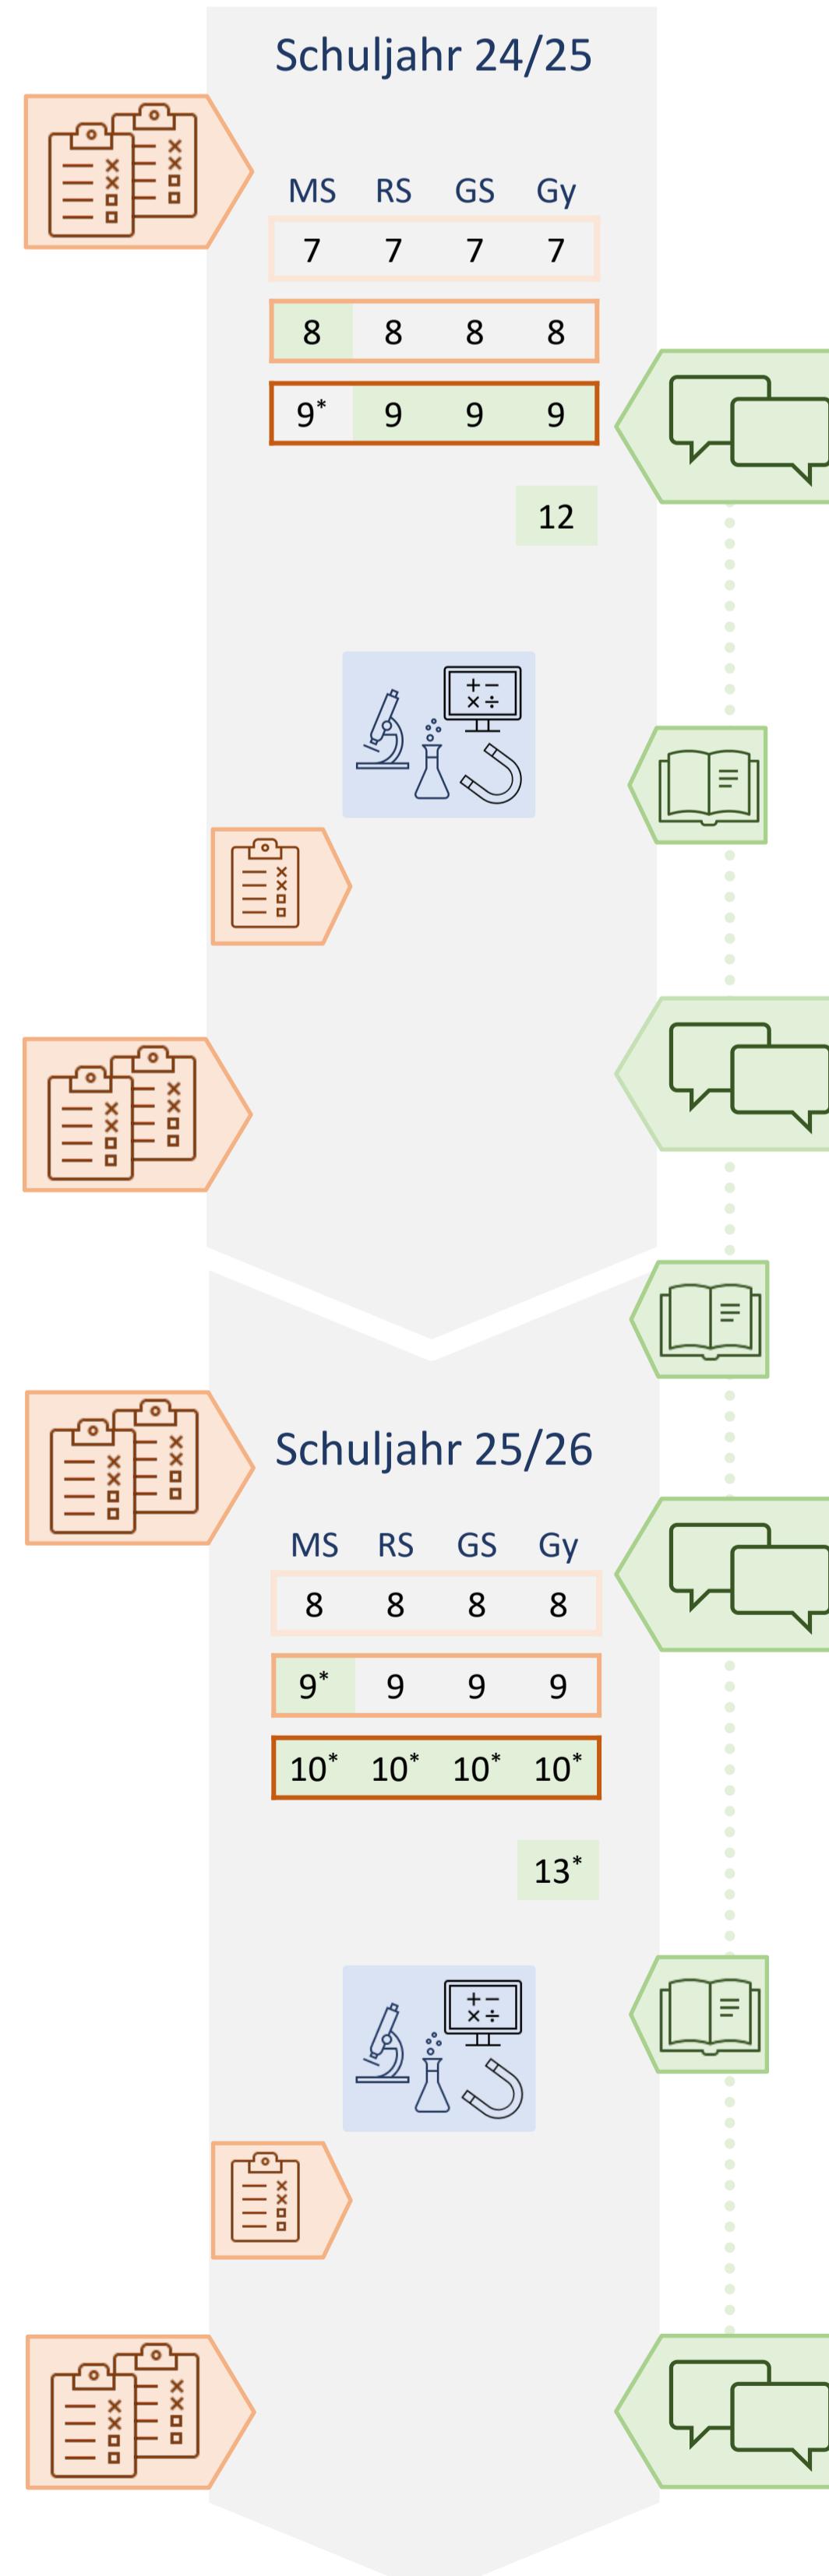 Schuljahr 24/25
MS RS GS Gy
7 7 7 7
8 8 8 8
9* 9 9 9
12
+ −
× ÷
Schuljahr 25/26
MS RS GS Gy
8 8 8 8
9* 9 9 9
10* 10* 10* 10*
13*
+ −
× ÷